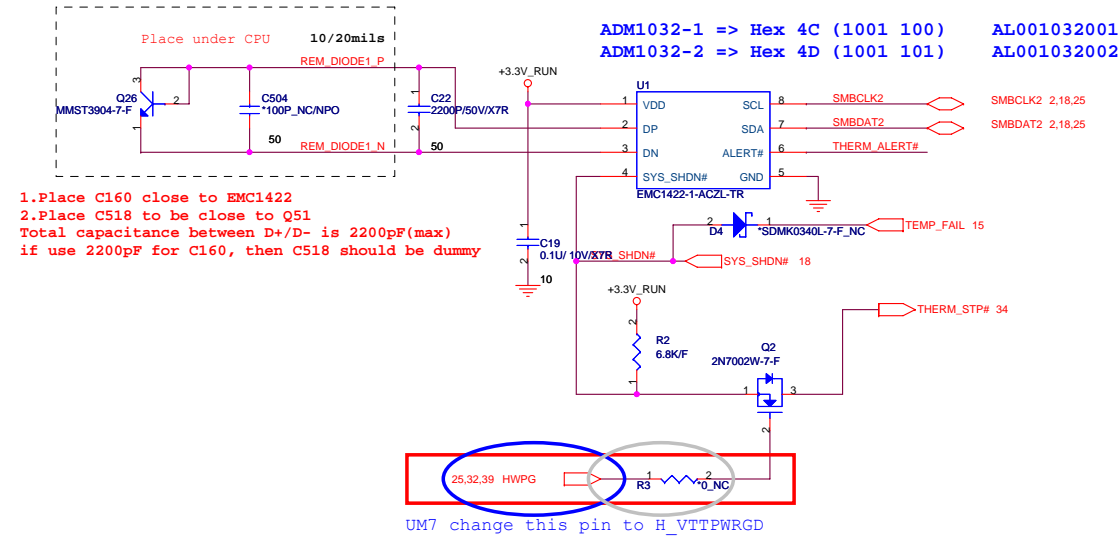 ADM1032-1 => Hex 4C (1001 100) AL001032001
ADM1032-2 => Hex 4D (1001 101) AL001032002
Place under CPU 10/20mils
REM_DIODE1_P
+3.3V_RUN
U1
3
Q26
MMST3904-7-F
2
1
C504
*100P_NC/NPO
50
1
C22
2200P/50V/X7R
2
50
REM_DIODE1_N
1 VDD SCL 8 SMBCLK2 SMBCLK2 2,18,25
2 DP SDA 7 SMBDAT2 SMBDAT2 2,18,25
3 DN ALERT# 6 THERM_ALERT#
4 SYS_SHDN# GND 5
EMC1422-1-ACZL-TR
1.Place C160 close to EMC1422
2.Place C518 to be close to Q51
Total capacitance between D+/D- is 2200pF(max)
if use 2200pF for C160, then C518 should be dummy
2 D4 1 *SDMK0340L-7-F_NC TEMP_FAIL 15
1
C19
0.1U/10V/X7R
2
10
_SHDN#
SYS_SHDN# 18
+3.3V_RUN
THERM_STP# 34
2
R2
6.8K/F
1
Q2
2N7002W-7-F
1 3
2
25,32,39 HWPG
1 R3 2 *0_NC
UM7 change this pin to H_VTTPWRGD